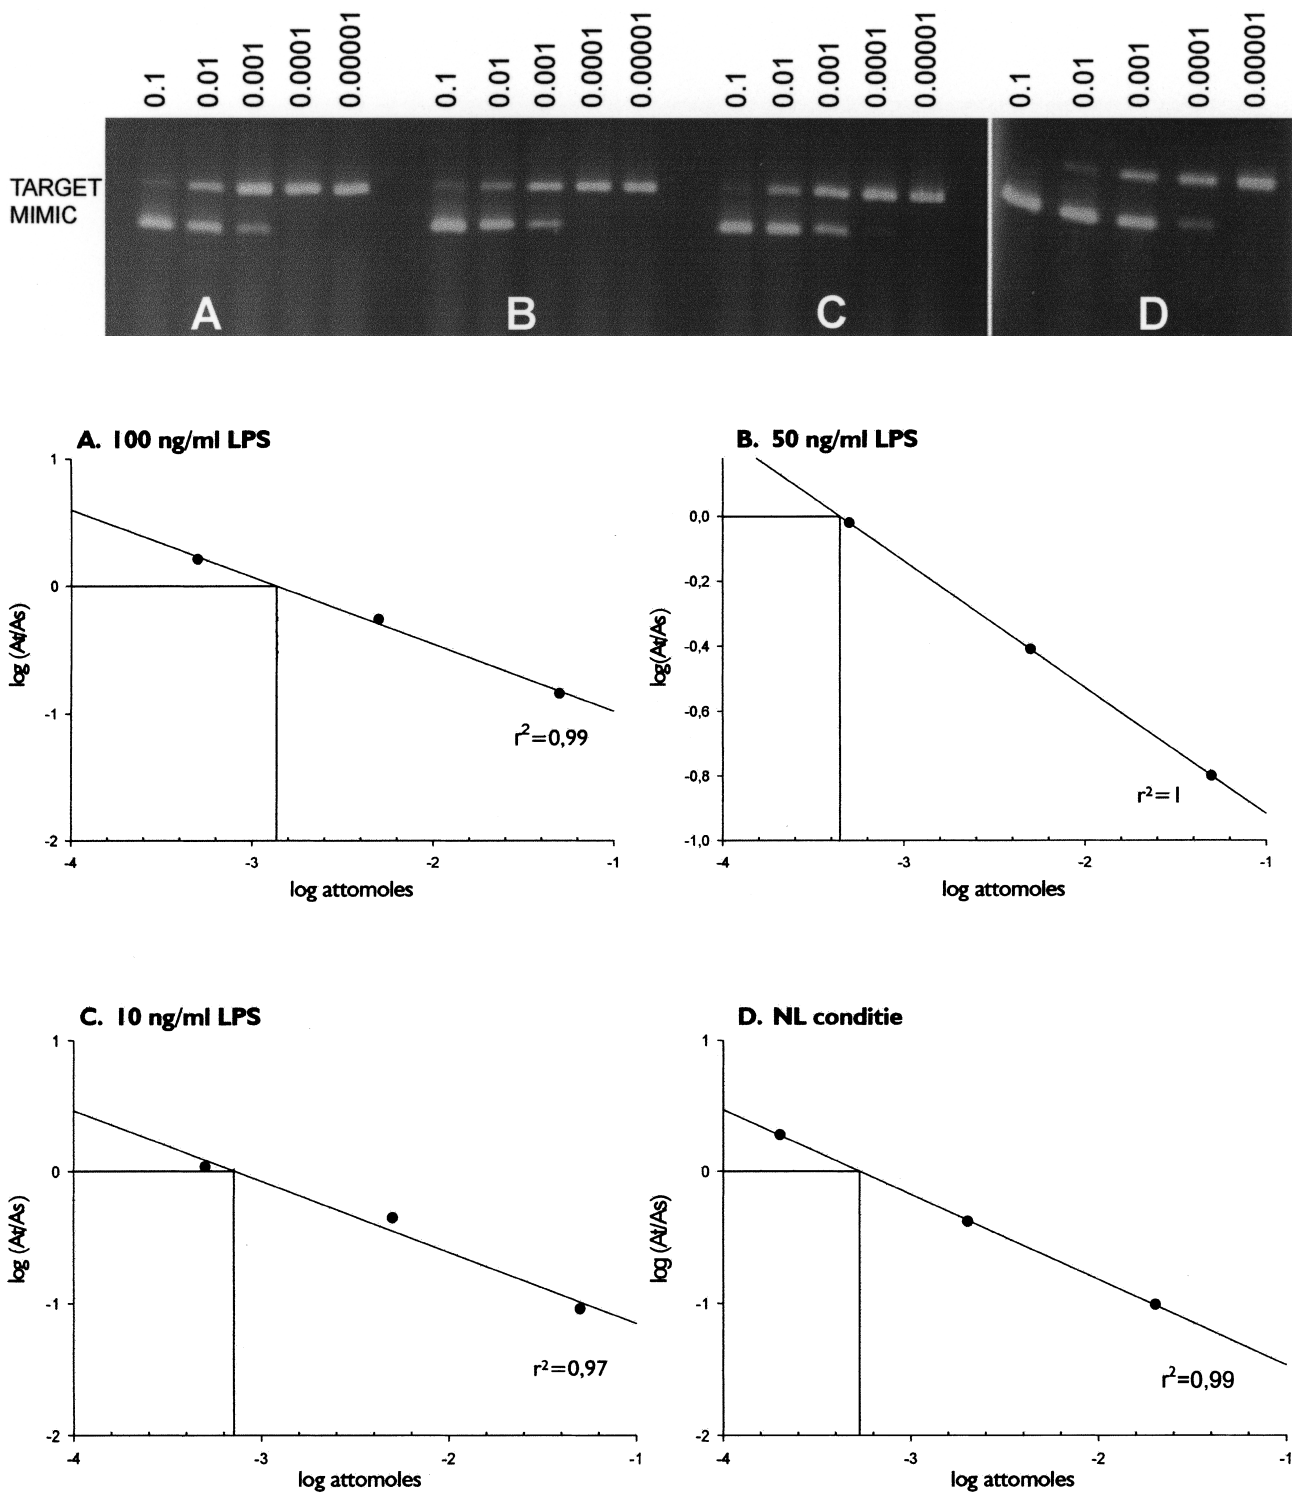 0.1 0.01 0.001 0.0001 0.00001 0.1 0.01 0.001 0.0001 0.00001 0.1 0.01 0.001 0.0001 0.00001 0.1 0.01 0.001 0.0001 0.00001
TARGET
MIMIC
A B C D
A. 100 ng/ml LPS
1
0
-1
-2
log (At/As)
r²=0,99
-4 -3 -2 -1
log attomoles
B. 50 ng/ml LPS
0,0
-0,2
-0,4
-0,6
-0,8
-1,0
log(At/As)
r²=1
-4 -3 -2 -1
log attomoles
C. 10 ng/ml LPS
1
0
-1
-2
log (At/As)
r²=0,97
-4 -3 -2 -1
log attomoles
D. NL conditie
1
0
-1
-2
log (At/As)
r²=0,99
-4 -3 -2 -1
log attomoles